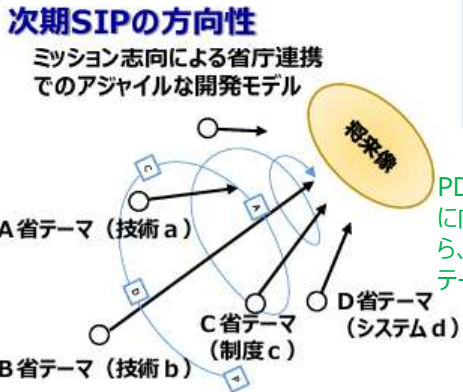 次期SIPの方向性
ミッション志向による省庁連携
でのアジャイルな開発モデル
将来像
C
A
A省テーマ（技術a）
D
C省テーマ
（制度c）
D省テーマ
（システムd）
B省テーマ（技術b）
P
PD
に
ら、
テー